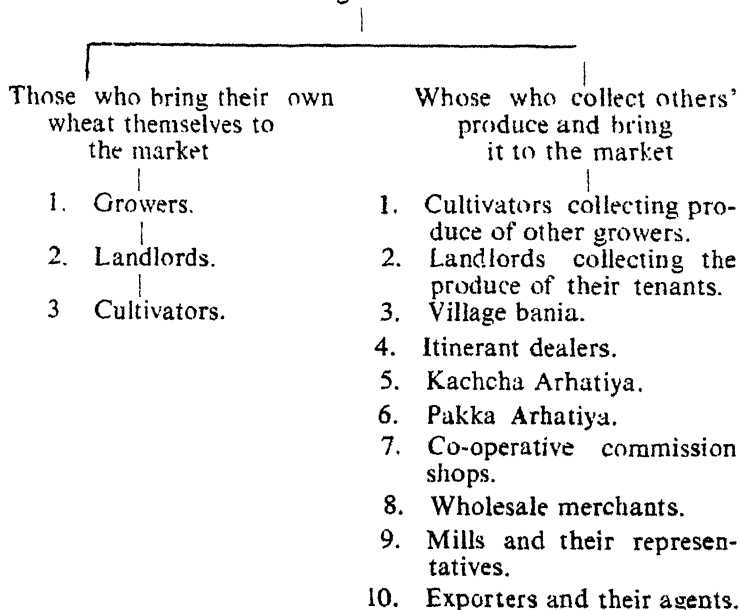 Those who bring their own
wheat themselves to
the market
1. Growers.
2. Landlords.
3 Cultivators.
Whose who collect others'
produce and bring
it to the market
1. Cultivators collecting pro-
duce of other growers.
2. Landlords collecting the
produce of their tenants.
3. Village bania.
4. Itinerant dealers.
5. Kachcha Arhatiya.
6. Pakka Arhatiya.
7. Co-operative commission
shops.
8. Wholesale merchants.
9. Mills and their represen-
tatives.
10. Exporters and their agents.